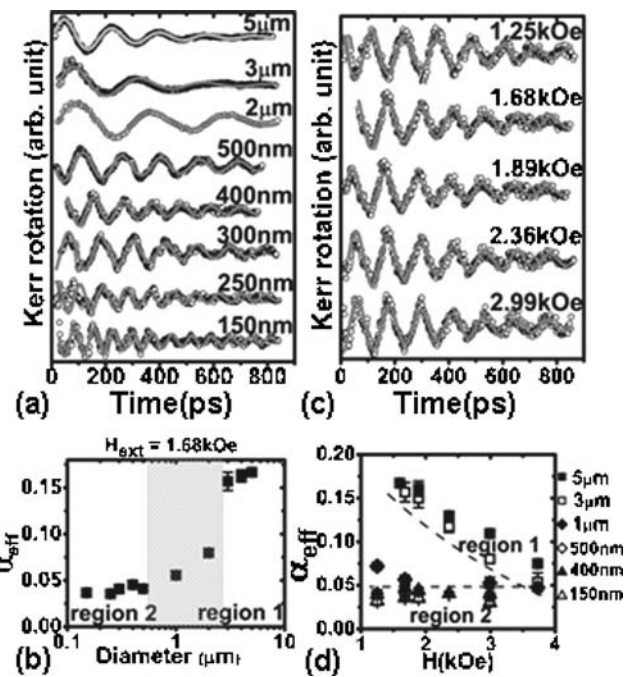 5μm
3μm
2μm
500nm
400nm
300nm
250nm
150nm
Kerr rotation (arb. unit)
0 200 400 600 800
Time(ps)
(a)
1.25kOe
1.68kOe
1.89kOe
2.36kOe
2.99kOe
Kerr rotation (arb. unit)
0 200 400 600 800
Time(ps)
(c)
H_ext = 1.68kOe
0.15
0.10
0.05
0.00
α_eff
region 2
region 1
0.1 1 10
Diameter (μm)
(b)
0.20
0.15
0.10
0.05
0.00
α_eff
region 1
region 2
1 2 3 4
H(kOe)
(d)
5μm
3μm
1μm
500nm
400nm
150nm